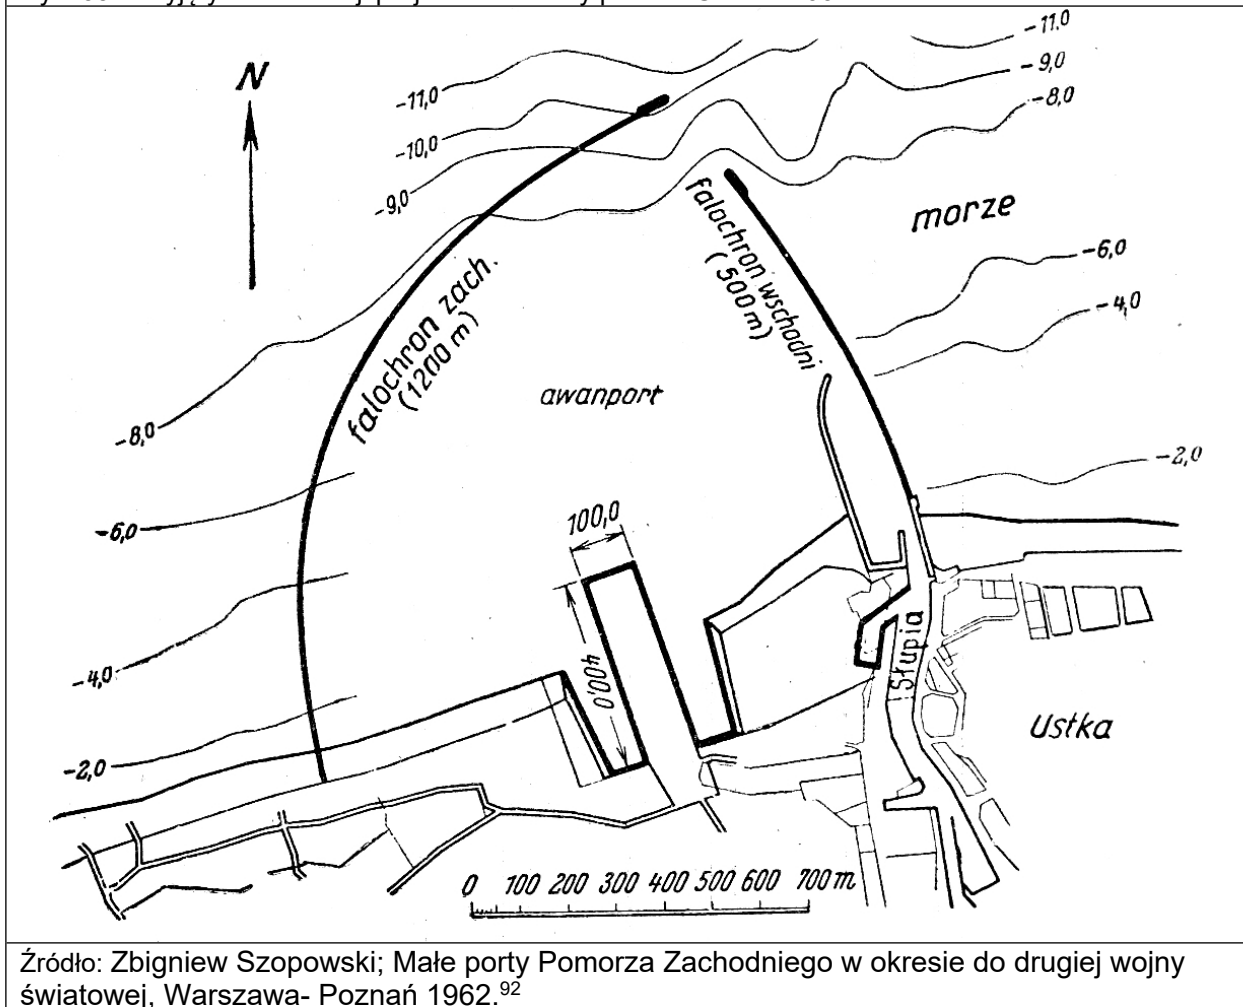 N
-11,0
-9,0
-8,0
-11,0
-10,0
-9,0
morze
-6,0
-4,0
falochron zach.
(1200 m)
falochron wschodni
(500 m)
awanport
-8,0
-2,0
-6,0
100,0
400,0
-4,0
Słupia
Ustka
-2,0
0 100 200 300 400 500 600 700 m
Źródło: Zbigniew Szopowski; Małe porty Pomorza Zachodniego w okresie do drugiej wojny
światowej, Warszawa- Poznań 1962.92